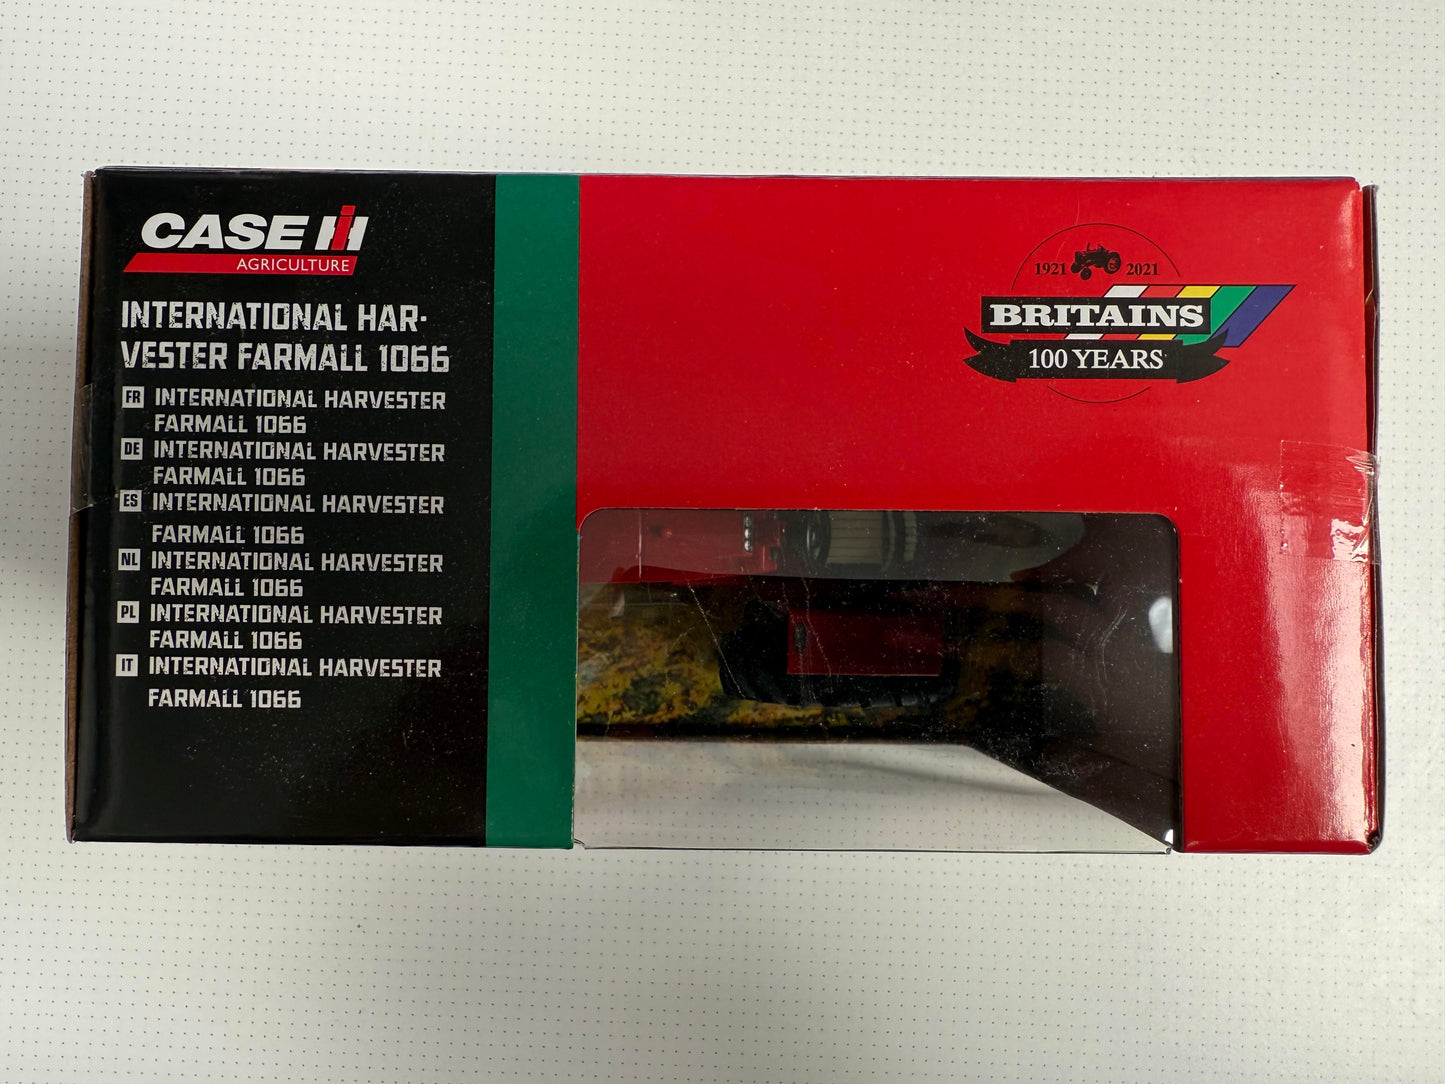 CASE IH
AGRICULTURE
INTERNATIONAL HAR-
VESTER FARMALL 1066
FR INTERNATIONAL HARVESTER
FARMALL 1066
DE INTERNATIONAL HARVESTER
FARMALL 1066
ES INTERNATIONAL HARVESTER
FARMALL 1066
NL INTERNATIONAL HARVESTER
FARMALL 1066
PL INTERNATIONAL HARVESTER
FARMALL 1066
IT INTERNATIONAL HARVESTER
FARMALL 1066
1921 2021
BRITAINS
100 YEARS